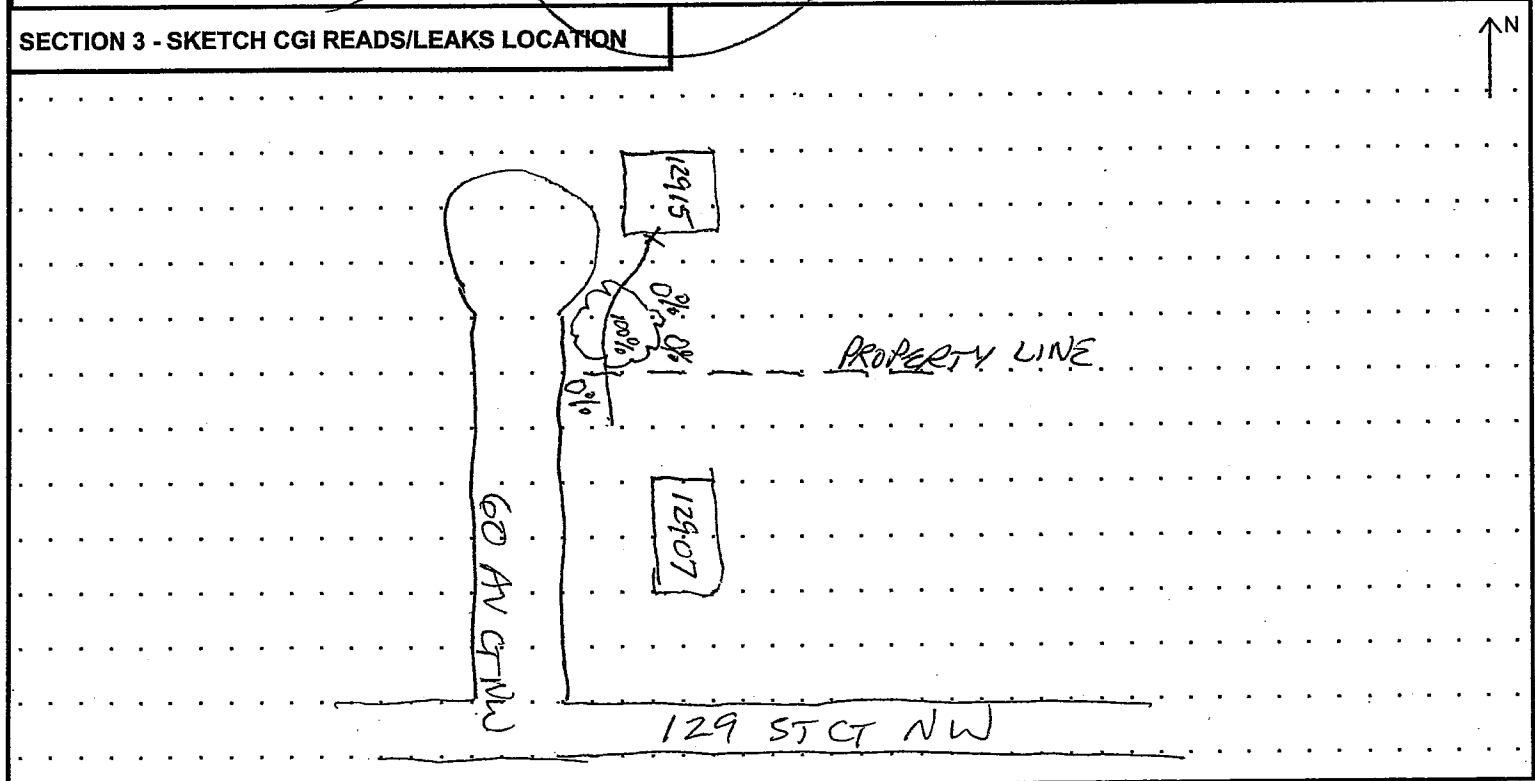 SECTION 3 - SKETCH CGI READS/LEAKS LOCATION
N
12915
0%
100%
0%
PROPERTY LINE
0%
12907
60 AV CT NW
129 ST CT NW